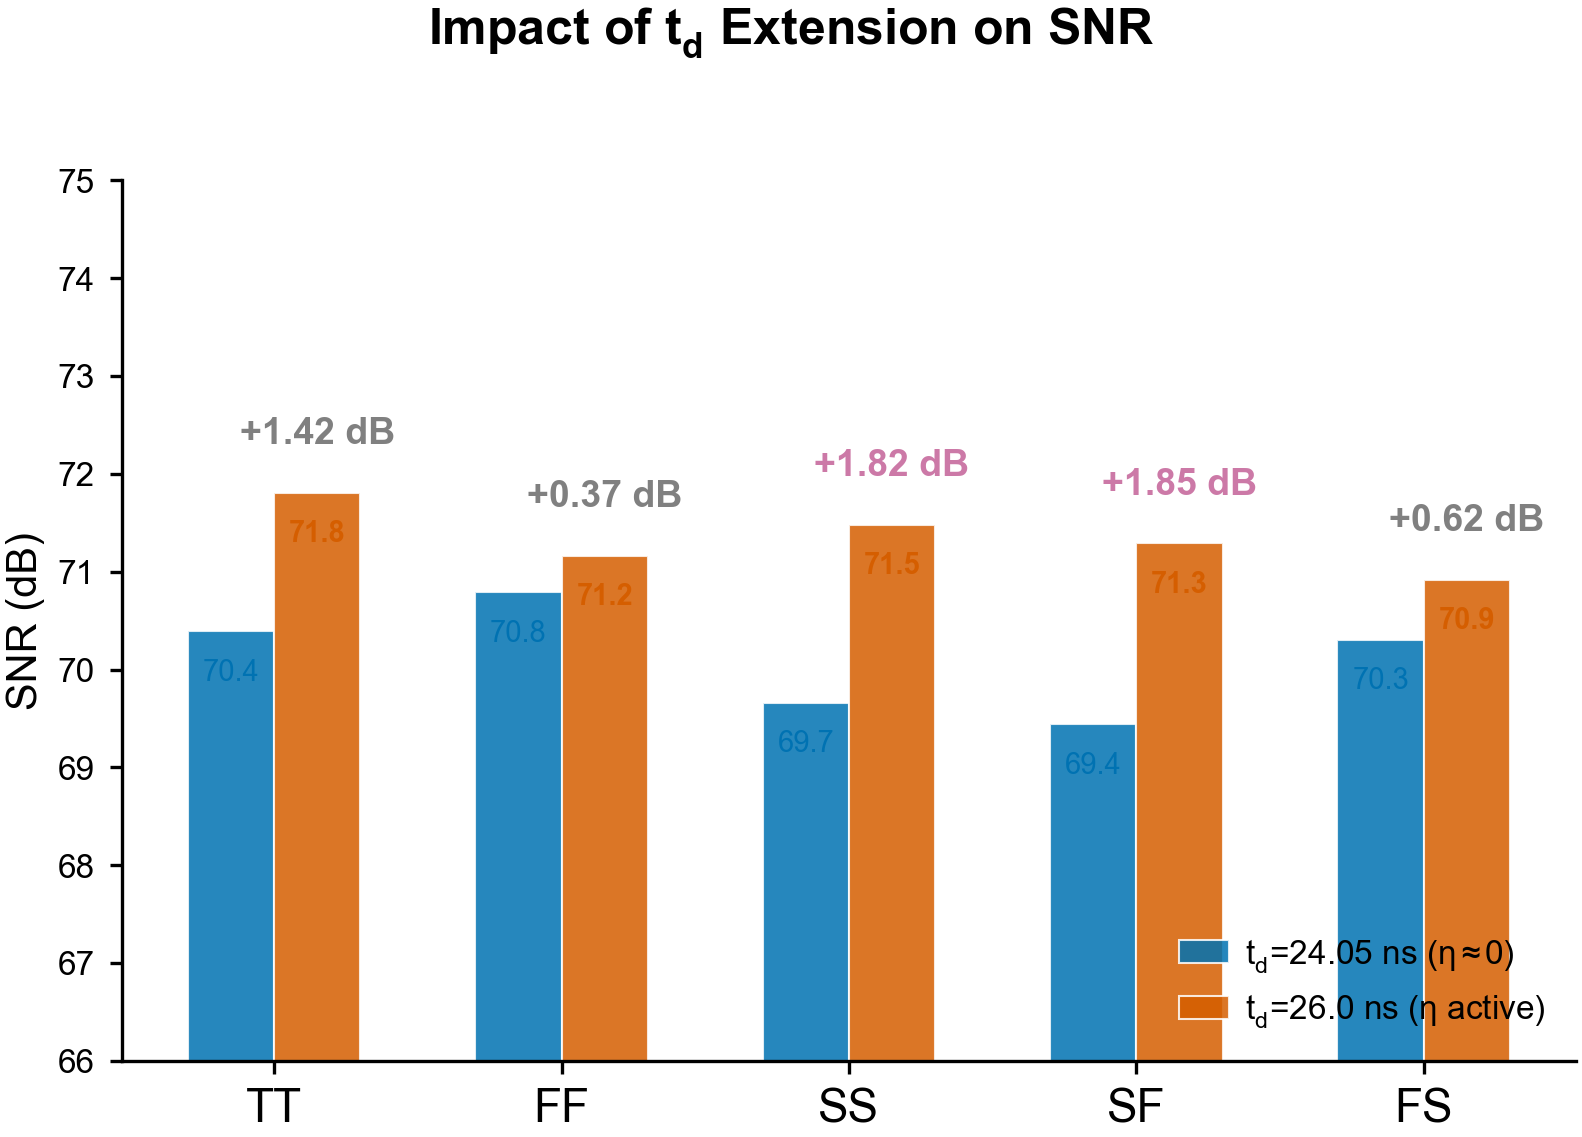 Impact of t_d Extension on SNR
SNR (dB)
75
74
73
72
71
70
69
68
67
66
+1.42 dB
+0.37 dB
+1.82 dB
+1.85 dB
+0.62 dB
70.4
71.8
70.8
71.2
69.7
71.5
69.4
71.3
70.3
70.9
t_d=24.05 ns (η≈0)
t_d=26.0 ns (η active)
TT
FF
SS
SF
FS